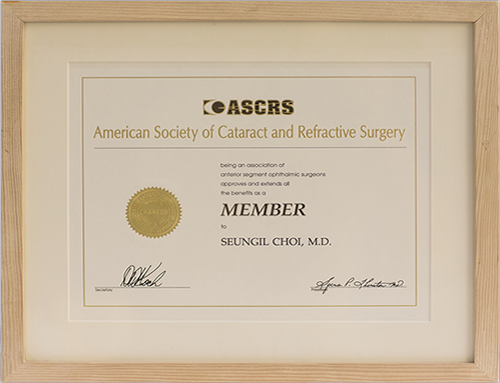 ASCRS
American Society of Cataract and Refractive Surgery
being an association of
anterior segment ophthalmic surgeons
approves and extends all
the benefits as a
MEMBER
to
SEUNGIL CHOI, M.D.
Secretary